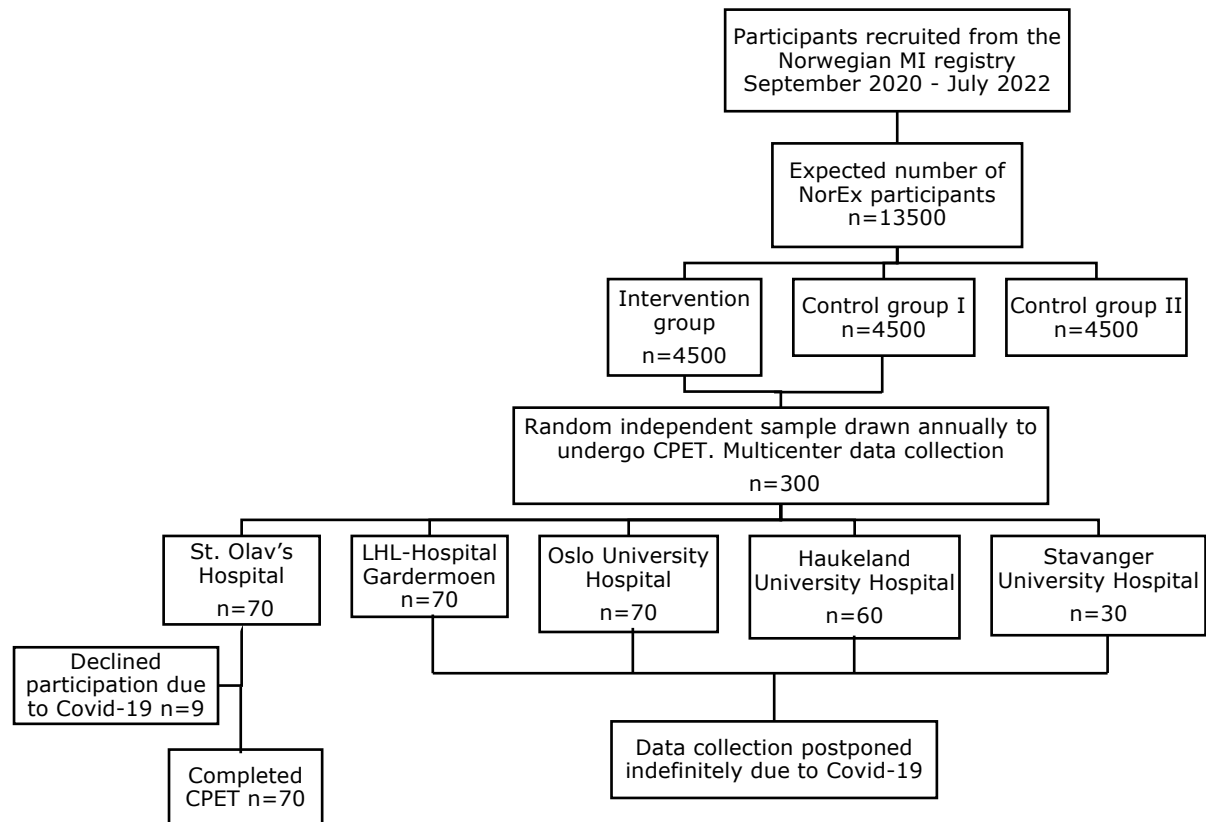 Participants recruited from the
Norwegian MI registry
September 2020 - July 2022
Expected number of
NorEx participants
n=13500
Intervention
group
n=4500
Control group I
n=4500
Control group II
n=4500
Random independent sample drawn annually to
undergo CPET. Multicenter data collection
n=300
St. Olav’s
Hospital
n=70
LHL-Hospital
Gardermoen
n=70
Oslo University
Hospital
n=70
Haukeland
University Hospital
n=60
Stavanger
University Hospital
n=30
Declined
participation due
to Covid-19 n=9
Completed
CPET n=70
Data collection postponed
indefinitely due to Covid-19